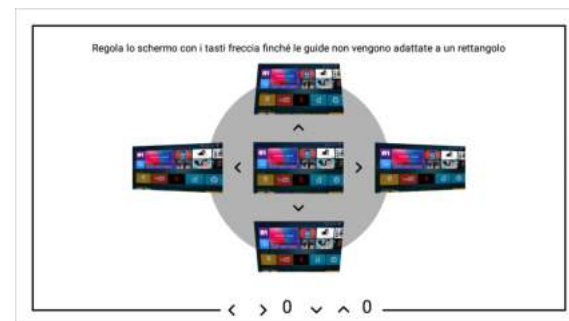 Regola lo schermo con i tasti freccia finché le guide non vengono adattate a un rettangolo
0 0